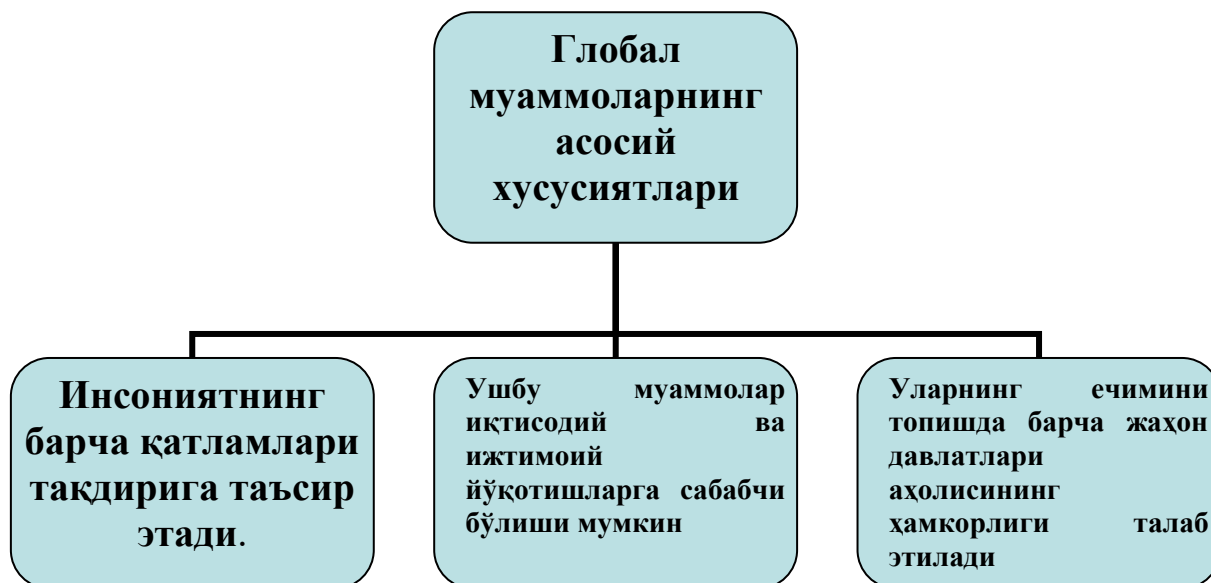 Глобал
муаммоларнинг
асосий
хусусиятлари
Инсониятнинг
барча қатламлари
тақдирига таъсир
этади.
Ушбу муаммолар
иқтисодий ва
ижтимоий
йўқотишларга сабабчи
бўлиши мумкин
Уларнинг ечимини
топишда барча жаҳон
давлатлари
аҳолисининг
ҳамкорлиги талаб
этилади